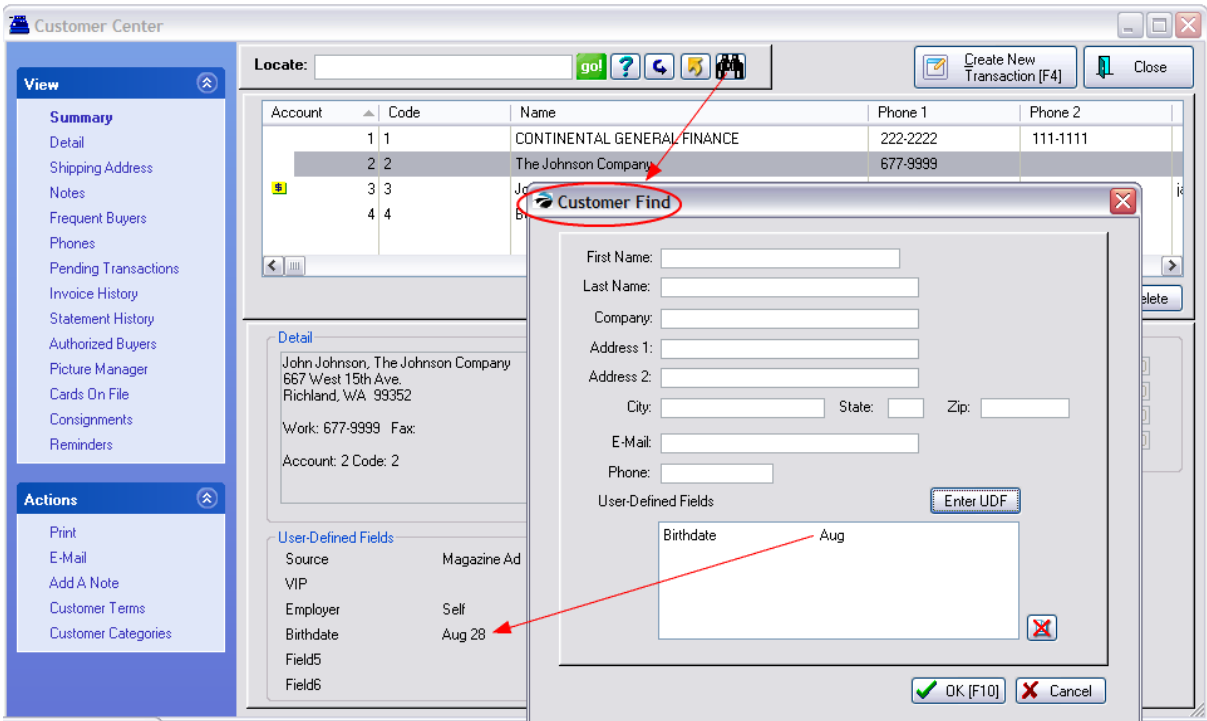 Customer Center
View
Summary
Detail
Shipping Address
Notes
Frequent Buyers
Phones
Pending Transactions
Invoice History
Statement History
Authorized Buyers
Picture Manager
Cards On File
Consignments
Reminders
Actions
Print
E-Mail
Add A Note
Customer Terms
Customer Categories
Locate:
go!
Create New
Transaction [F4]
Close
Account Code Name Phone 1 Phone 2
1 1 CONTINENTAL GENERAL FINANCE 222-2222 111-1111
2 2 The Johnson Company 677-9999
$ 3 3
4 4
elete
Detail
John Johnson, The Johnson Company
667 West 15th Ave.
Richland, WA 99352
Work: 677-9999 Fax:
Account: 2 Code: 2
User-Defined Fields
Source Magazine Ad
VIP
Employer Self
Birthdate Aug 28
Field5
Field6
Customer Find
First Name:
Last Name:
Company:
Address 1:
Address 2:
City: State: Zip:
E-Mail:
Phone:
User-Defined Fields Enter UDF
Birthdate Aug
OK [F10] Cancel